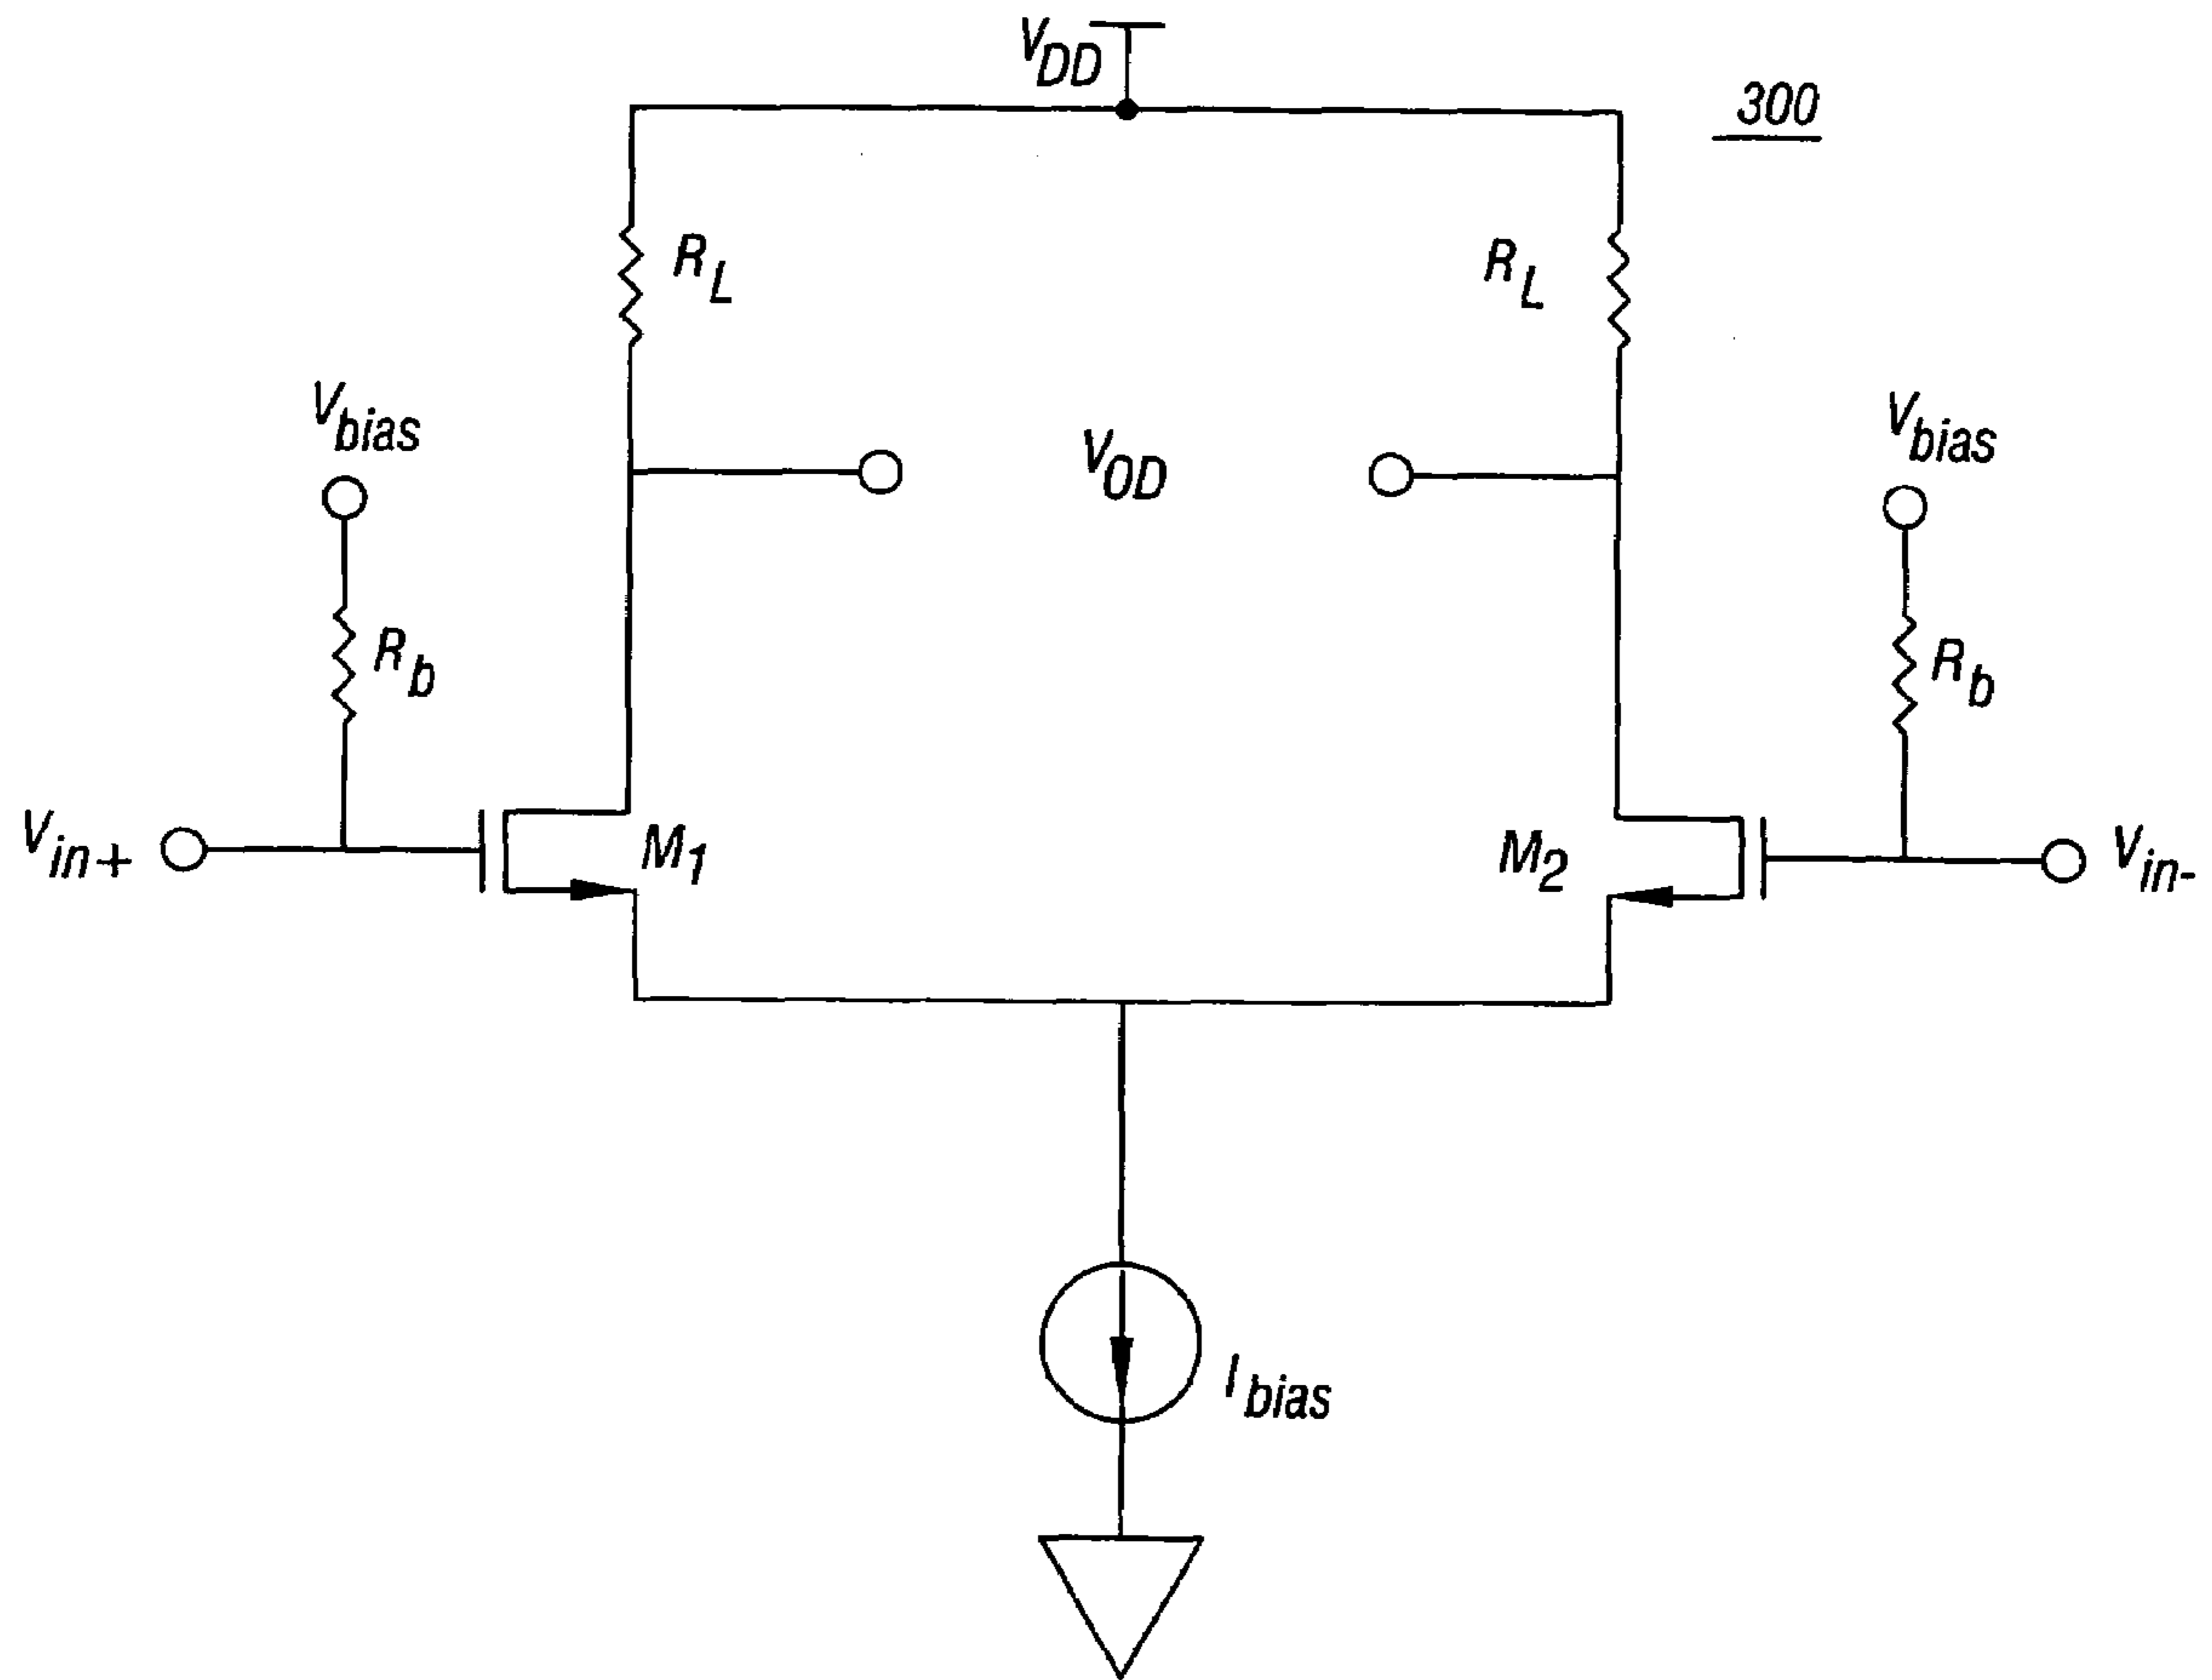 V_DD
300
R_L
R_L
V_bias
V_OD
V_bias
R_b
R_b
V_in+
M_1
M_2
V_in-
I_bias